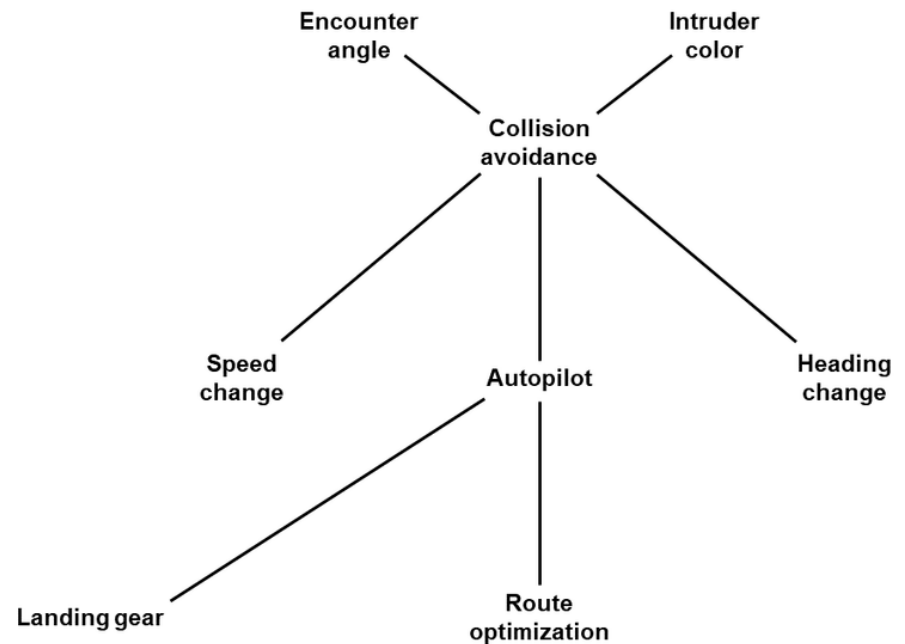 Encounter
angle
Intruder
color
Collision
avoidance
Speed
change
Autopilot
Heading
change
Landing gear
Route
optimization